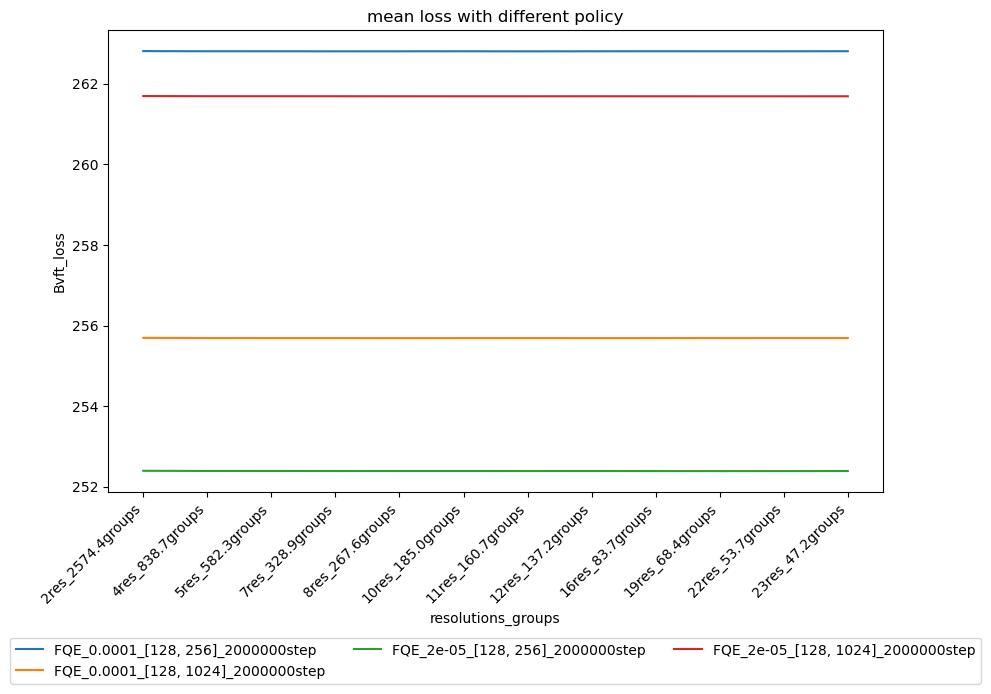 mean loss with different policy
Bvft_loss
262
260
258
256
254
252
2res_2574.4groups
4res_838.7groups
5res_582.3groups
7res_328.9groups
8res_267.6groups
10res_185.0groups
11res_160.7groups
12res_137.2groups
16res_83.7groups
19res_68.4groups
22res_53.7groups
23res_47.2groups
resolutions_groups
FQE_0.0001_[128, 256]_2000000step
FQE_0.0001_[128, 1024]_2000000step
FQE_2e-05_[128, 256]_2000000step
FQE_2e-05_[128, 1024]_2000000step